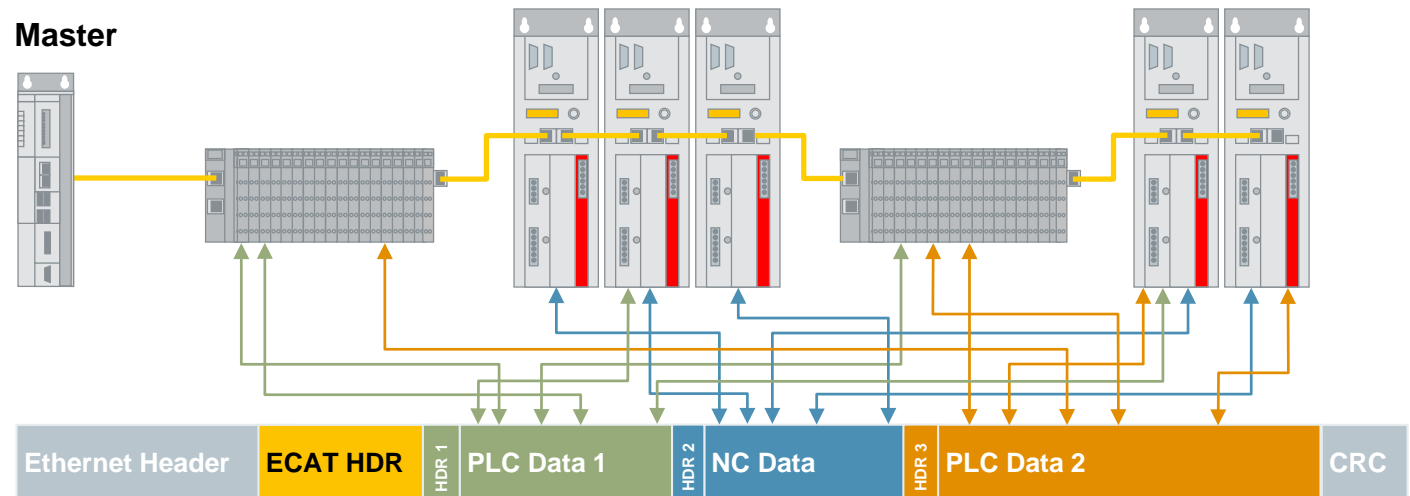 Master
Ethernet Header
ECAT HDR
HDR 1
PLC Data 1
HDR 2
NC Data
HDR 3
PLC Data 2
CRC